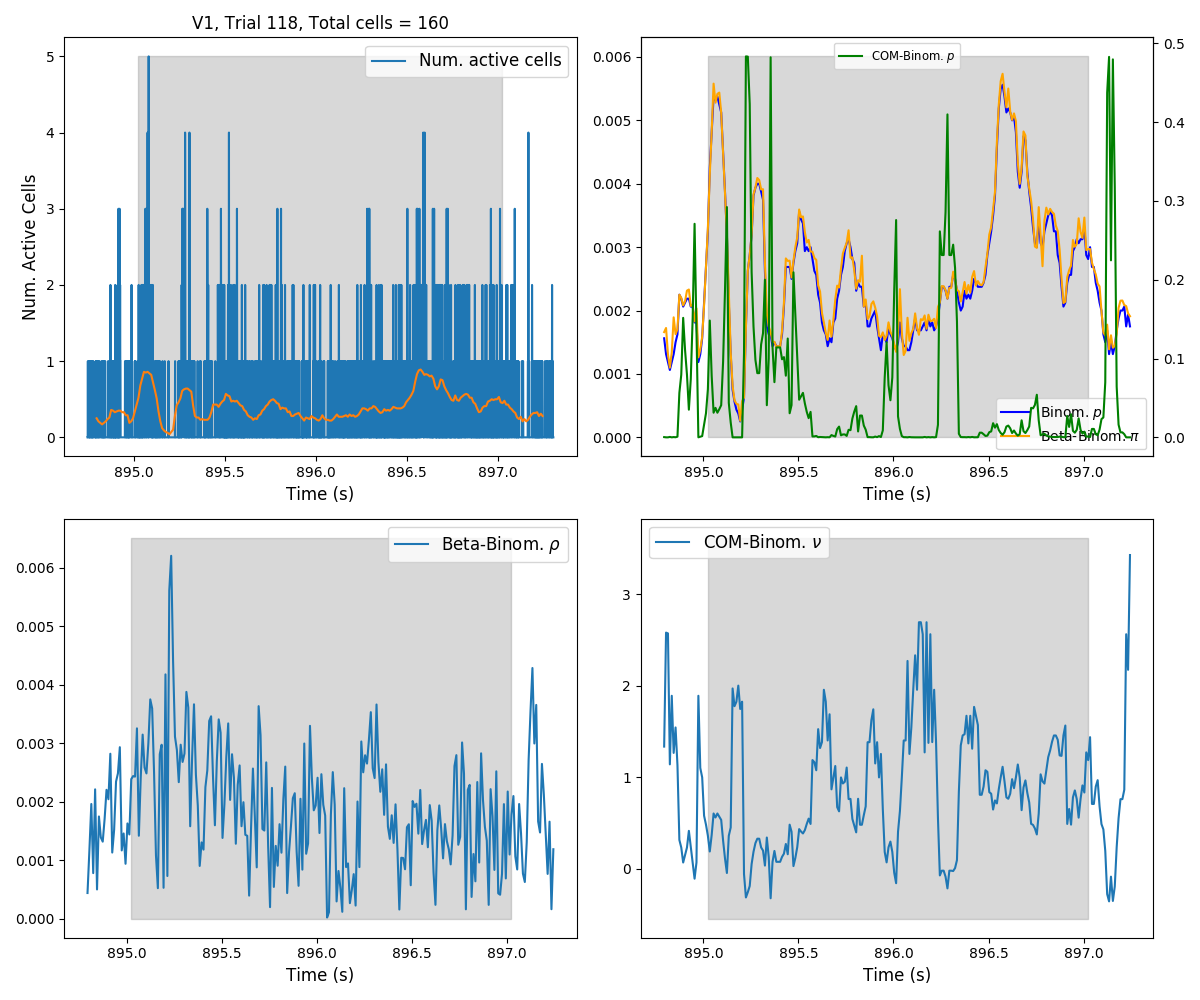 V1, Trial 118, Total cells = 160
Num. active cells
Num. Active Cells
5
4
3
2
1
0
895.0 895.5 896.0 896.5 897.0
Time (s)
COM-Binom. p
0.006
0.005
0.004
0.003
0.002
0.001
0.000
0.5
0.4
0.3
0.2
0.1
0.0
Binom. p
Beta-Binom. π
895.0 895.5 896.0 896.5 897.0
Time (s)
Beta-Binom. ρ
0.006
0.005
0.004
0.003
0.002
0.001
0.000
895.0 895.5 896.0 896.5 897.0
Time (s)
COM-Binom. ν
3
2
1
0
895.0 895.5 896.0 896.5 897.0
Time (s)